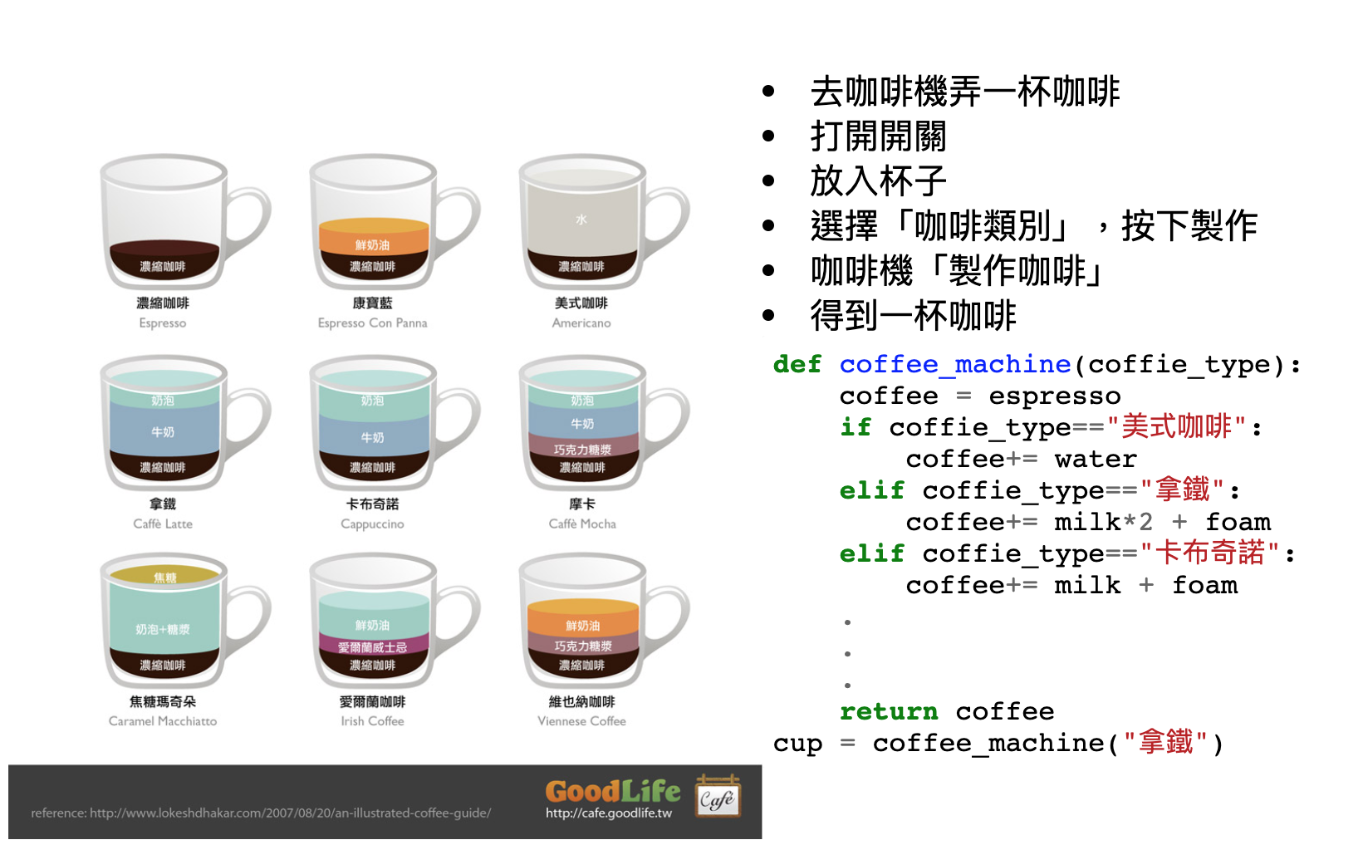 濃縮咖啡
濃縮咖啡
Espresso
鮮奶油
濃縮咖啡
康寶藍
Espresso Con Panna
水
濃縮咖啡
美式咖啡
Americano
奶泡
牛奶
濃縮咖啡
拿鐵
Caffè Latte
奶泡
牛奶
濃縮咖啡
卡布奇諾
Cappuccino
奶泡
牛奶
巧克力糖漿
濃縮咖啡
摩卡
Caffè Mocha
焦糖
奶泡+糖漿
濃縮咖啡
焦糖瑪奇朵
Caramel Macchiatto
鮮奶油
愛爾蘭威士忌
濃縮咖啡
愛爾蘭咖啡
Irish Coffee
鮮奶油
巧克力糖漿
濃縮咖啡
維也納咖啡
Viennese Coffee
reference: http://www.lokeshdhakar.com/2007/08/20/an-illustrated-coffee-guide/
GoodLife
http://cafe.goodlife.tw
Café
• 去咖啡機弄一杯咖啡
• 打開開關
• 放入杯子
• 選擇「咖啡類別」，按下製作
• 咖啡機「製作咖啡」
• 得到一杯咖啡
def coffee_machine(coffie_type):
    coffee = espresso
    if coffie_type=="美式咖啡":
        coffee+= water
    elif coffie_type=="拿鐵":
        coffee+= milk*2 + foam
    elif coffie_type=="卡布奇諾":
        coffee+= milk + foam
    .
    .
    .
    return coffee
cup = coffee_machine("拿鐵")